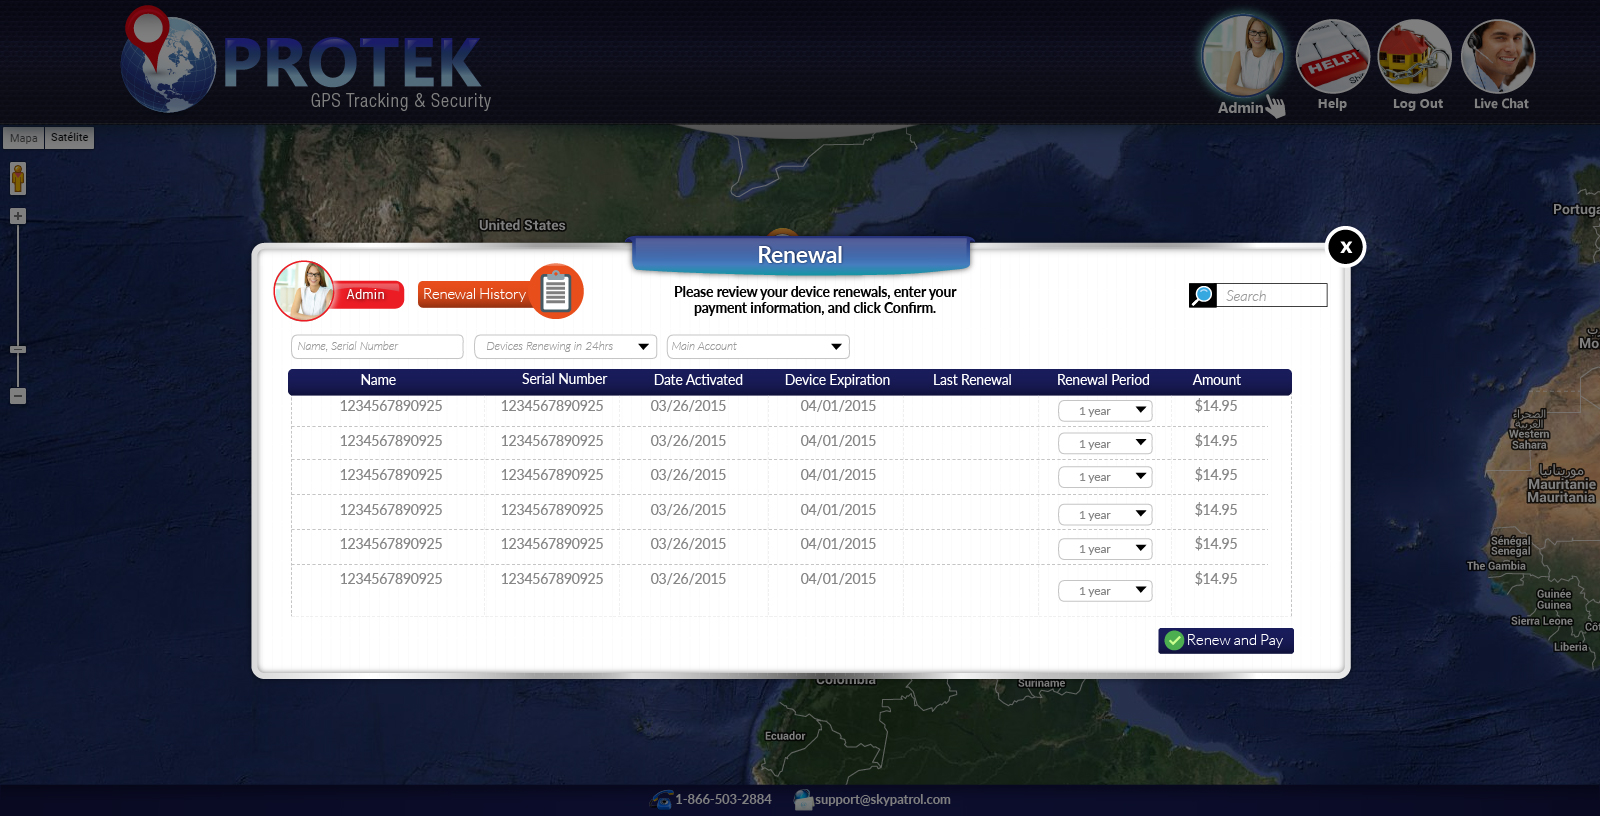 PROTEK
GPS Tracking & Security
Admin
Help
Log Out
Live Chat
HELP!
Mapa
Satélite
United States
Portuga
Renewal
X
Admin
Renewal History
Please review your device renewals, enter your
payment information, and click Confirm.
Search
Name, Serial Number
Devices Renewing in 24hrs
Main Account
Name Serial Number Date Activated Device Expiration Last Renewal Renewal Period Amount
1234567890925 1234567890925 03/26/2015 04/01/2015 1 year $14.95
1234567890925 1234567890925 03/26/2015 04/01/2015 1 year $14.95
1234567890925 1234567890925 03/26/2015 04/01/2015 1 year $14.95
1234567890925 1234567890925 03/26/2015 04/01/2015 1 year $14.95
1234567890925 1234567890925 03/26/2015 04/01/2015 1 year $14.95
1234567890925 1234567890925 03/26/2015 04/01/2015 1 year $14.95
Renew and Pay
Mo
الصحراء
الغربية
Western
Sahara
موريتانيا
Mauritanie
Mauritania
Sénégal
Senegal
The Gambia
Guinée
Guinea
Sierra Leone
Côt
Liberia
Colombia
Suriname
Ecuador
1-866-503-2884
support@skypatrol.com